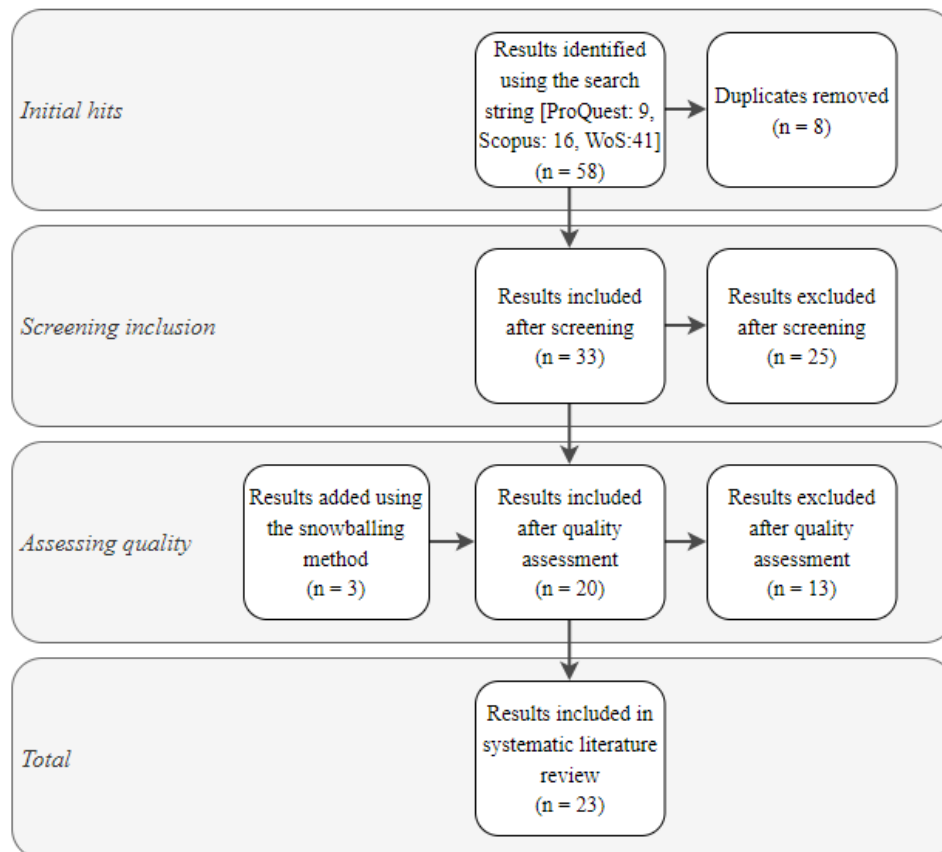 Initial hits
Results identified
using the search
string [ProQuest: 9,
Scopus: 16, WoS:41]
(n = 58)
Duplicates removed
(n = 8)
Screening inclusion
Results included
after screening
(n = 33)
Results excluded
after screening
(n = 25)
Assessing quality
Results added using
the snowballing
method
(n = 3)
Results included
after quality
assessment
(n = 20)
Results excluded
after quality
assessment
(n = 13)
Total
Results included in
systematic literature
review
(n = 23)